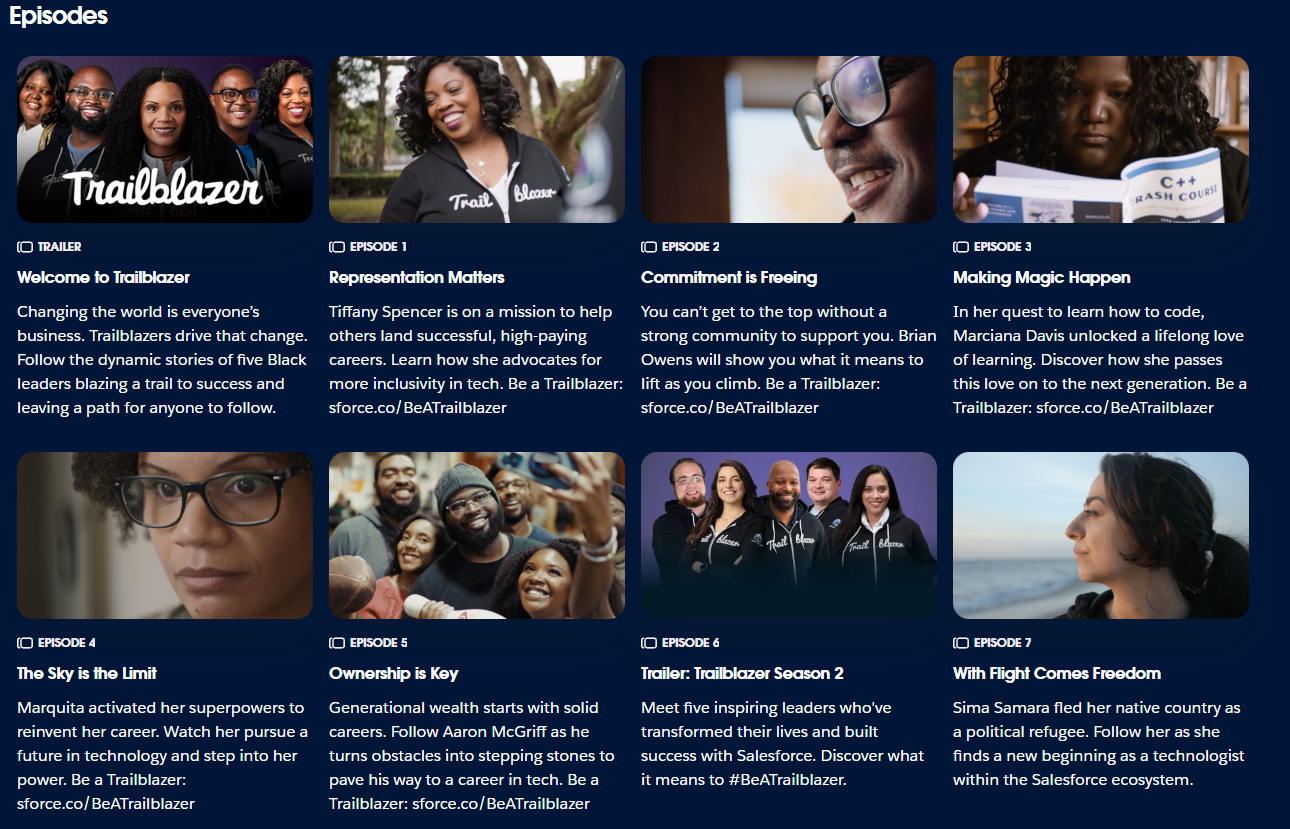 Episodes
Trailblazer
Trail blazer
C++
RASH COURSE
TRAILER
EPISODE 1
EPISODE 2
EPISODE 3
Welcome to Trailblazer
Representation Matters
Commitment is Freeing
Making Magic Happen
Changing the world is everyone’s
business. Trailblazers drive that change.
Follow the dynamic stories of five Black
leaders blazing a trail to success and
leaving a path for anyone to follow.
Tiffany Spencer is on a mission to help
others land successful, high-paying
careers. Learn how she advocates for
more inclusivity in tech. Be a Trailblazer:
sforce.co/BeATrailblazer
You can’t get to the top without a
strong community to support you. Brian
Owens will show you what it means to
lift as you climb. Be a Trailblazer:
sforce.co/BeATrailblazer
In her quest to learn how to code,
Marciana Davis unlocked a lifelong love
of learning. Discover how she passes
this love on to the next generation. Be a
Trailblazer: sforce.co/BeATrailblazer
blazer
Trail blazer
Trail blazer
EPISODE 4
EPISODE 5
EPISODE 6
EPISODE 7
The Sky is the Limit
Ownership is Key
Trailer: Trailblazer Season 2
With Flight Comes Freedom
Marquita activated her superpowers to
reinvent her career. Watch her pursue a
future in technology and step into her
power. Be a Trailblazer:
sforce.co/BeATrailblazer
Generational wealth starts with solid
careers. Follow Aaron McGriff as he
turns obstacles into stepping stones to
pave his way to a career in tech. Be a
Trailblazer: sforce.co/BeATrailblazer
Meet five inspiring leaders who've
transformed their lives and built
success with Salesforce. Discover what
it means to #BeATrailblazer.
Sima Samara fled her native country as
a political refugee. Follow her as she
finds a new beginning as a technologist
within the Salesforce ecosystem.